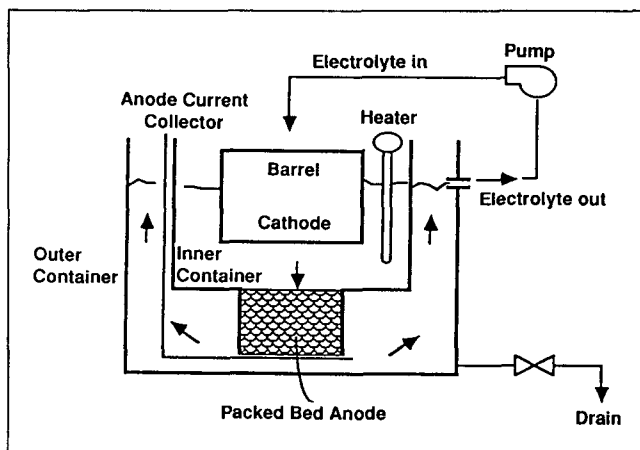 Pump
Electrolyte in
Anode Current
Collector
Heater
Barrel
Cathode
Electrolyte out
Outer
Container
Inner
Container
Packed Bed Anode
Drain